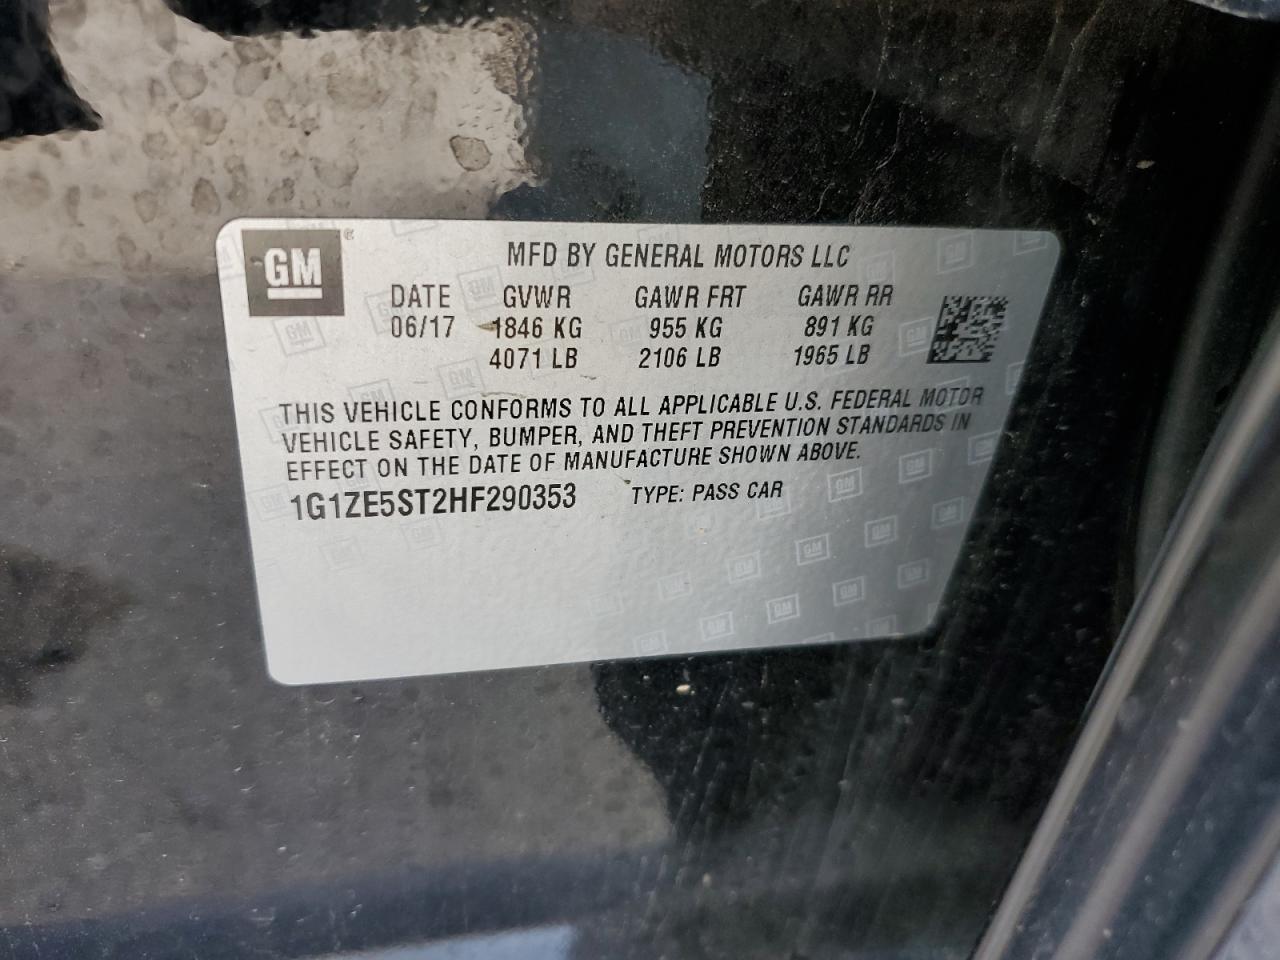 GM
MFD BY GENERAL MOTORS LLC
DATE GVWR GAWR FRT GAWR RR
06/17 1846 KG 955 KG 891 KG
4071 LB 2106 LB 1965 LB
THIS VEHICLE CONFORMS TO ALL APPLICABLE U.S. FEDERAL MOTOR
VEHICLE SAFETY, BUMPER, AND THEFT PREVENTION STANDARDS IN
EFFECT ON THE DATE OF MANUFACTURE SHOWN ABOVE.
1G1ZE5ST2HF290353 TYPE: PASS CAR